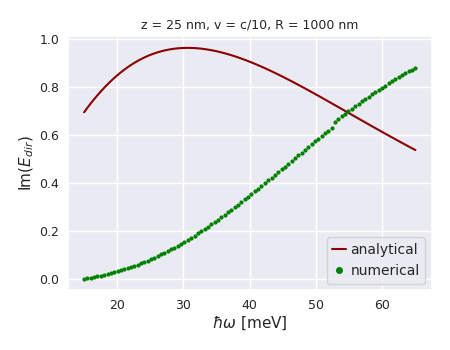 z = 25 nm, v = c/10, R = 1000 nm
Im(E_dir)
1.0
0.8
0.6
0.4
0.2
0.0
analytical
numerical
20 30 40 50 60
ħω [meV]